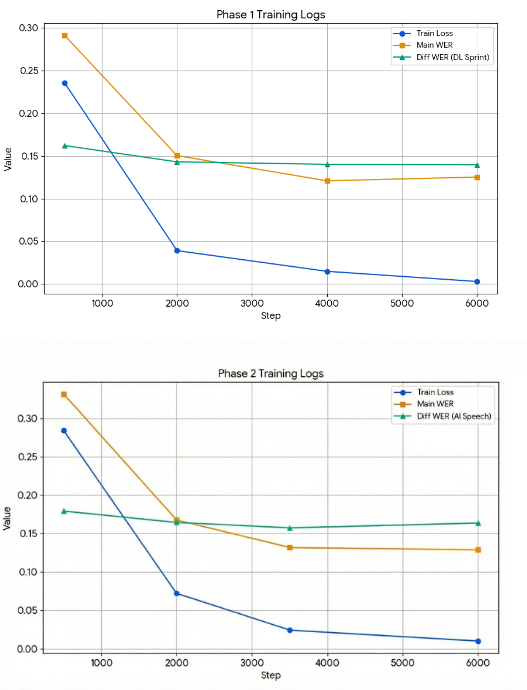 Phase 1 Training Logs
Train Loss
Main WER
Diff WER (DL Sprint)
0.30
0.25
0.20
0.15
0.10
0.05
0.00
Value
1000 2000 3000 4000 5000 6000
Step
Phase 2 Training Logs
Train Loss
Main WER
Diff WER (AI Speech)
0.30
0.25
0.20
0.15
0.10
0.05
0.00
Value
1000 2000 3000 4000 5000 6000
Step